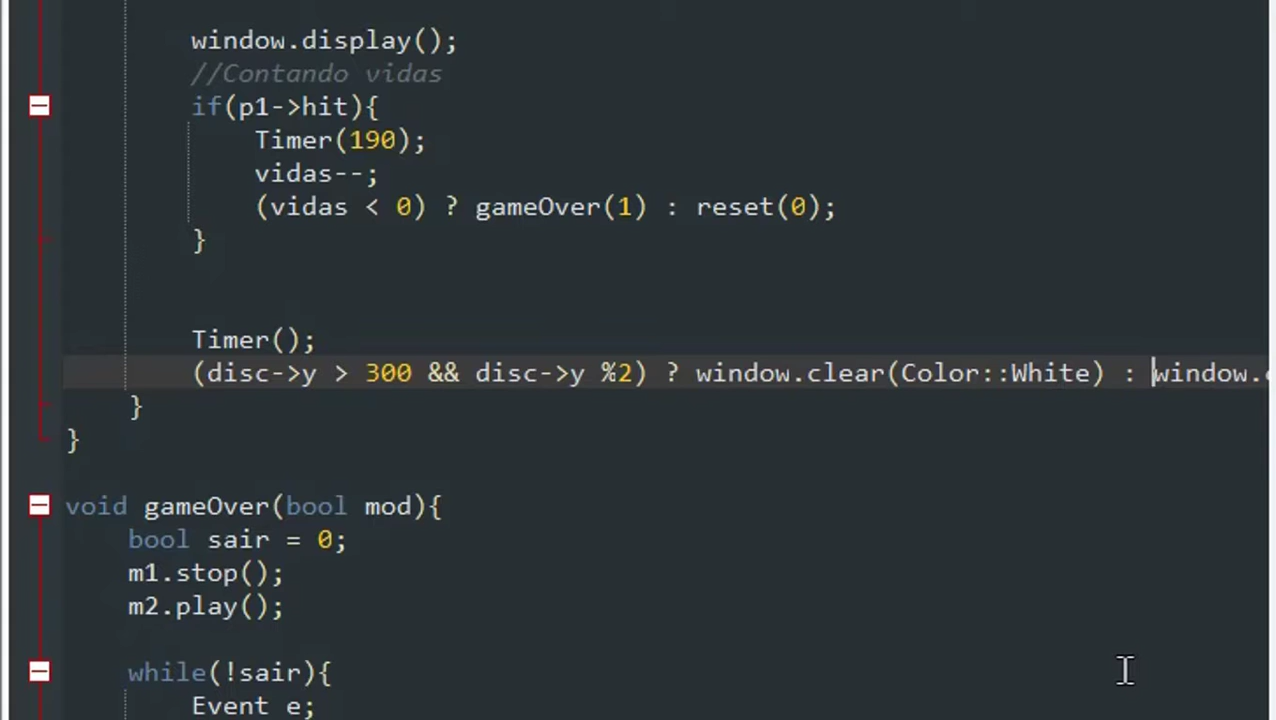 window.display();
//Contando vidas
if(p1->hit){
Timer(190);
vidas--;
(vidas < 0) ? gameOver(1) : reset(0);
}
Timer();
(disc->y > 300 && disc->y %2) ? window.clear(Color::White) : window.
}
}
void gameOver(bool mod){
bool sair = 0;
m1.stop();
m2.play();
while(!sair){
Event e;